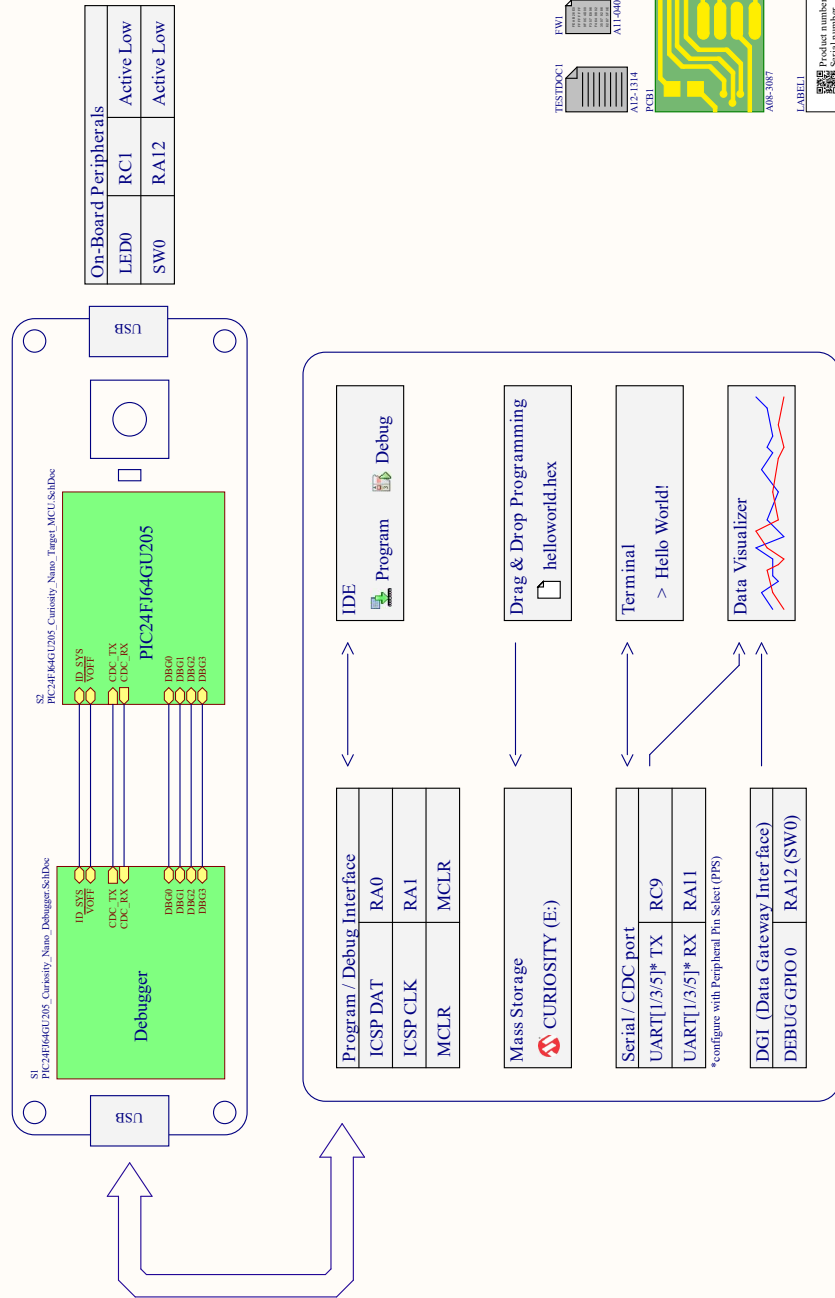 S1
PIC24FJ64GU205_Curiosity_Nano_Debugger.SchDoc
Debugger
ID_SYS
VOFF
CDC_TX
CDC_RX
DBG0
DBG1
DBG2
DBG3
USB
S2
PIC24FJ64GU205_Curiosity_Nano_Target_MCU.SchDoc
PIC24FJ64GU205
ID_SYS
VOFF
CDC_TX
CDC_RX
DBG0
DBG1
DBG2
DBG3
USB
On-Board Peripherals
LED0 RC1 Active Low
SW0 RA12 Active Low
Program / Debug Interface
ICSP DAT RA0
ICSP CLK RA1
MCLR MCLR
IDE
Program Debug
Mass Storage
CURIOSITY (E:)
Drag & Drop Programming
helloworld.hex
Serial / CDC port
UART[1/3/5]* TX RC9
UART[1/3/5]* RX RA11
*configure with Peripheral Pin Select (PPS)
Terminal
> Hello World!
DGI (Data Gateway Interface)
DEBUG GPIO 0 RA12 (SW0)
Data Visualizer
TESTDOC1
A12-1314
FW1
A11-040
PCB1
A08-3087
LABEL1
Product number
Serial number